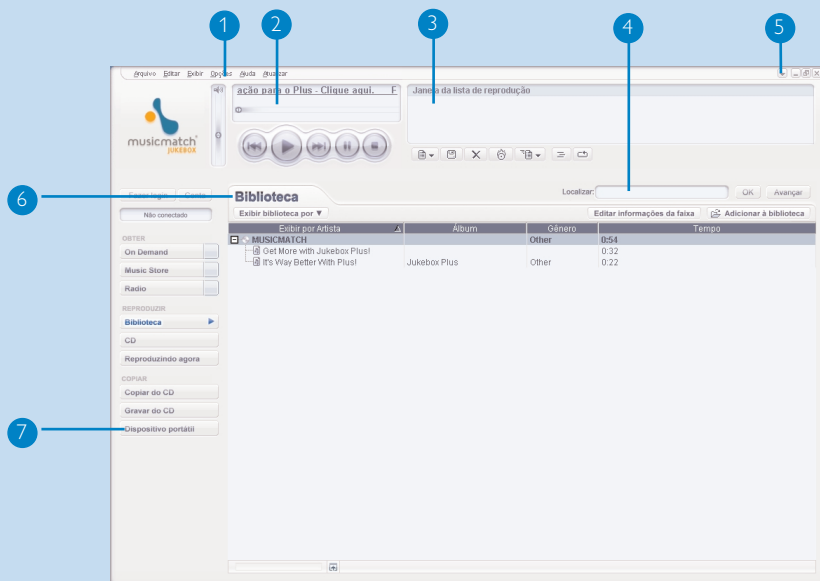 1
2
3
4
5
Arquivo Editar Exibir Opções Ajuda Atualizar
ação para o Plus - Clique aqui. F
Janela da lista de reprodução
musicmatch
JUKEBOX
6
Fazer login Conta
Não conectado
Biblioteca
Localizar:
OK
Avançar
Exibir biblioteca por ▼
Editar informações da faixa
Adicionar à biblioteca
Exibir por Artista Álbum Gênero Tempo
MUSICMATCH Other 0:54
Get More with Jukebox Plus! 0:32
It's Way Better With Plus! Jukebox Plus Other 0:22
OBTER
On Demand
Music Store
Radio
REPRODUZIR
Biblioteca
CD
Reproduzindo agora
COPIAR
Copiar do CD
Gravar do CD
7
Dispositivo portátil